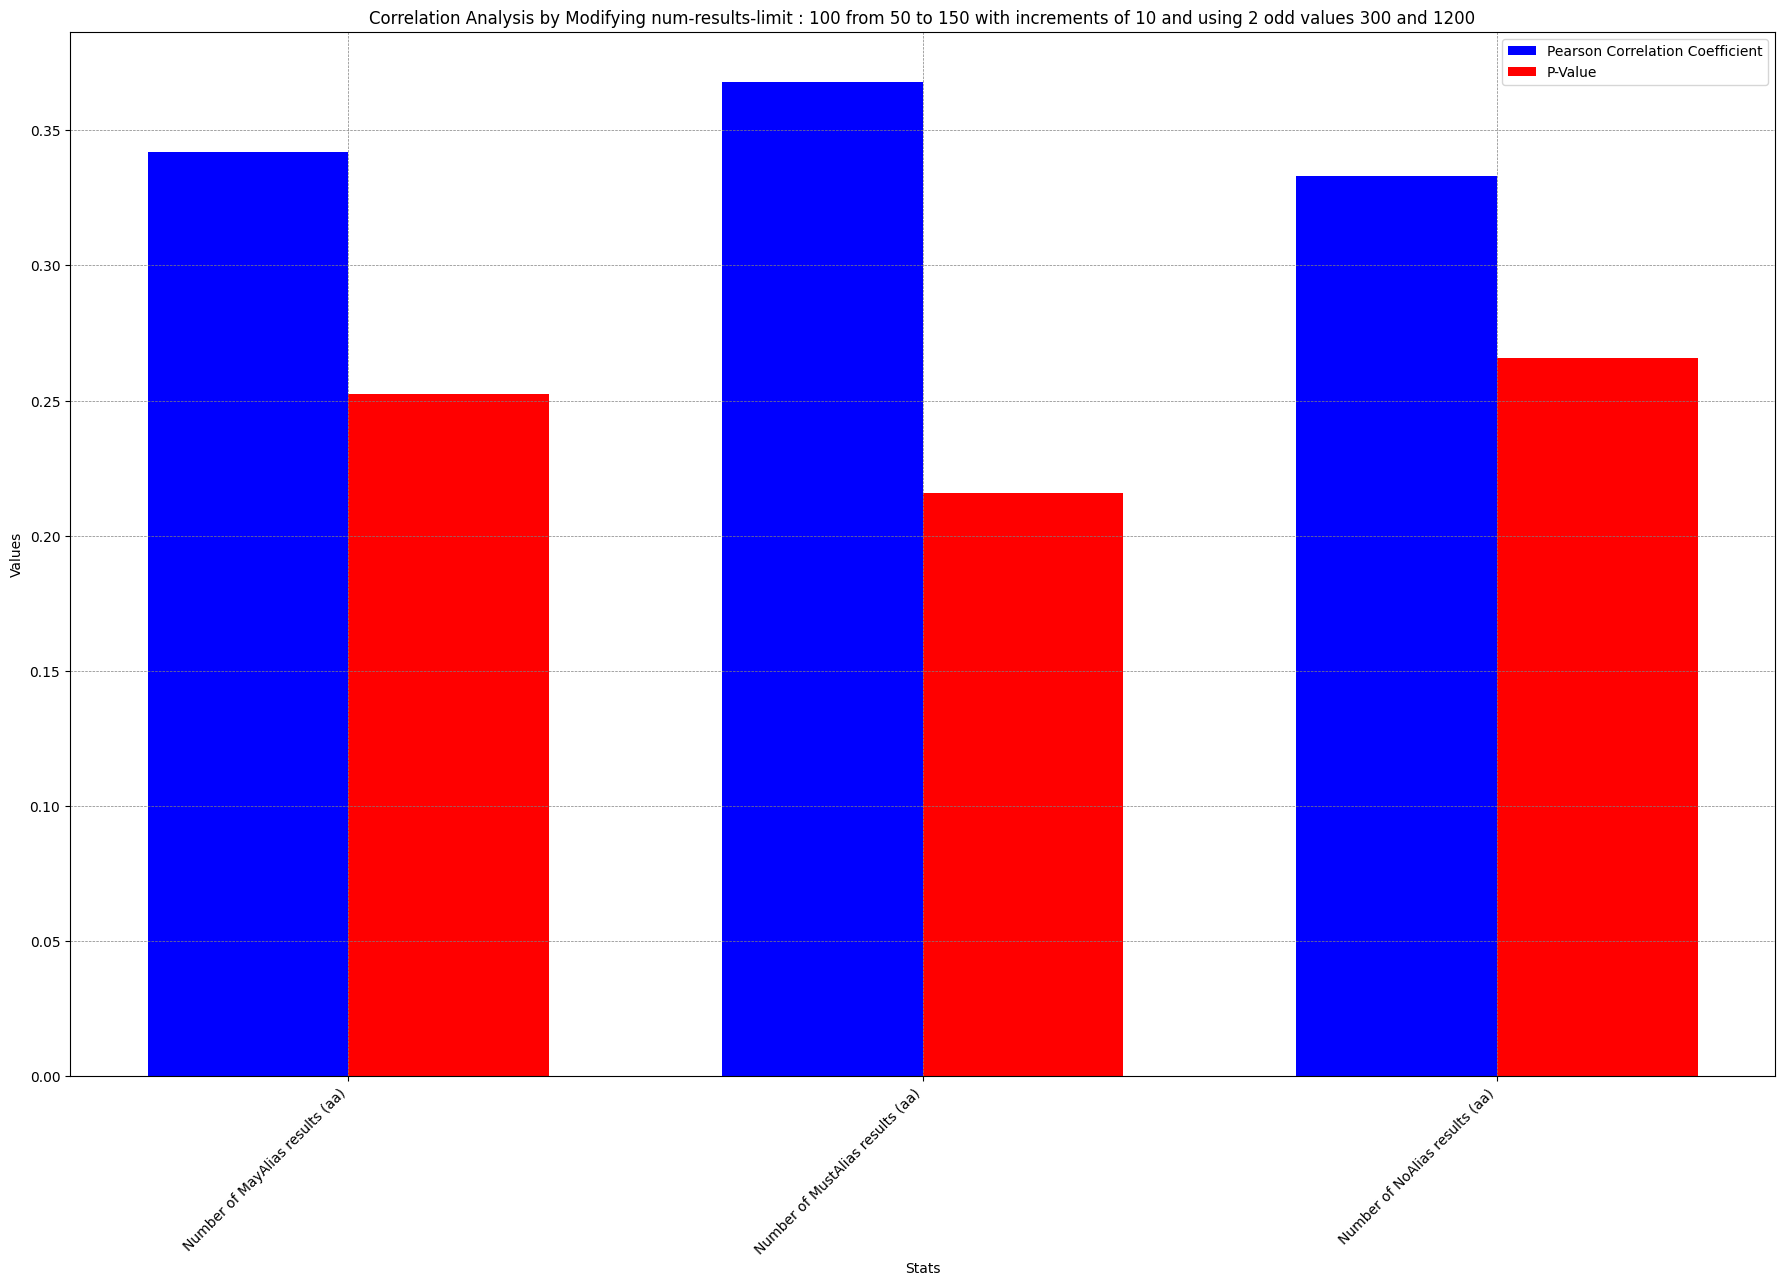 Correlation Analysis by Modifying num-results-limit : 100 from 50 to 150 with increments of 10 and using 2 odd values 300 and 1200
Pearson Correlation Coefficient
P-Value
0.35
0.30
0.25
0.20
0.15
0.10
0.05
0.00
Values
Number of MayAlias results (aa)
Number of MustAlias results (aa)
Number of NoAlias results (aa)
Stats